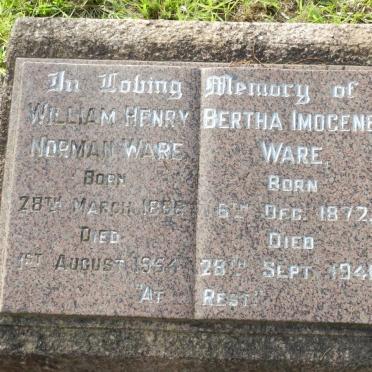 In Loving Memory of
WILLIAM HENRY
NORMAN WARE
BORN
28TH MARCH
DIED
1ST AUGUST
BERTHA IMOGENE
WARE.
BORN
6TH DEC. 1872.
DIED
28TH SEPT.
"AT REST"